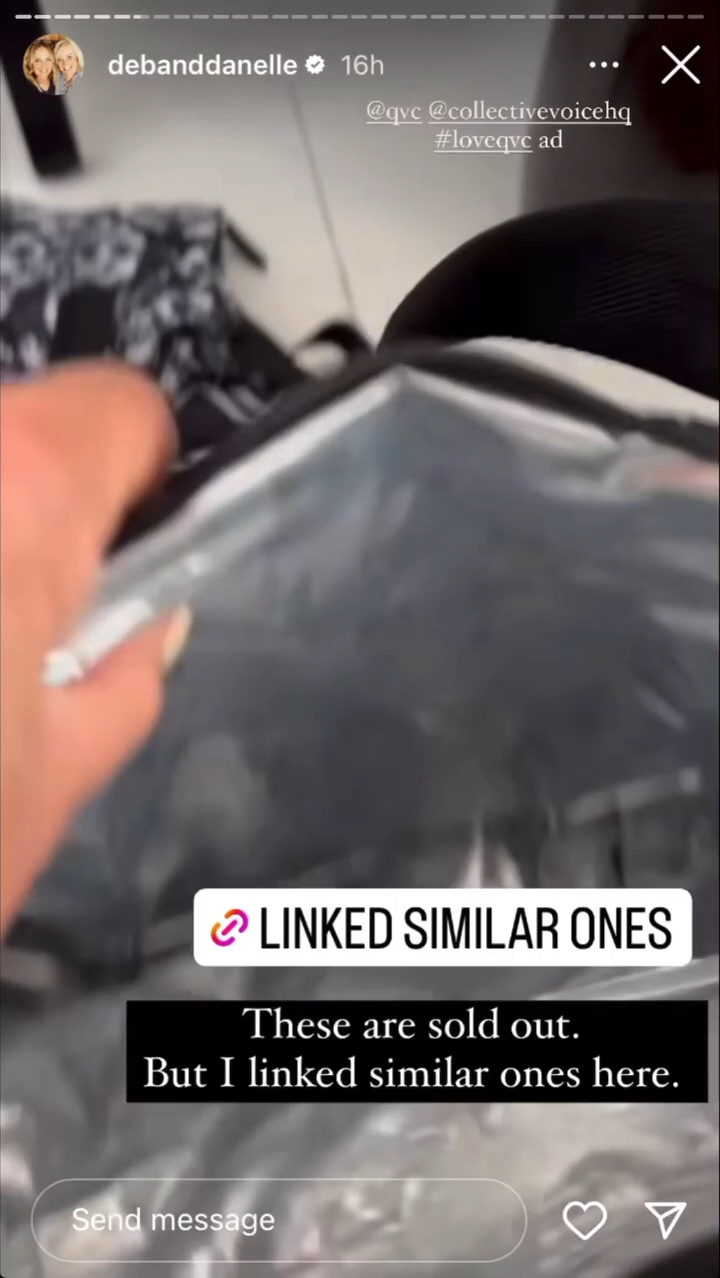 debanddanelle 16h
@qvc @collectivevoicehq
#loveqvc ad
LINKED SIMILAR ONES
These are sold out.
But I linked similar ones here.
Send message